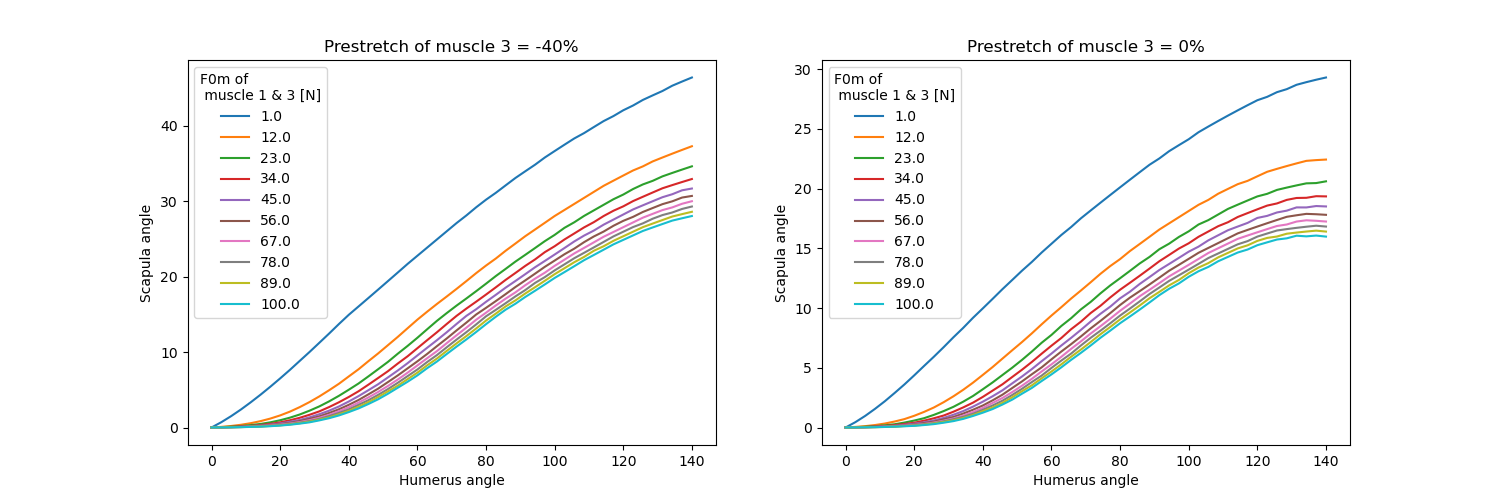 Prestretch of muscle 3 = -40%
Scapula angle
40
30
20
10
0
F0m of
muscle 1 & 3 [N]
1.0
12.0
23.0
34.0
45.0
56.0
67.0
78.0
89.0
100.0
0 20 40 60 80 100 120 140
Humerus angle
Prestretch of muscle 3 = 0%
Scapula angle
30
25
20
15
10
5
0
F0m of
muscle 1 & 3 [N]
1.0
12.0
23.0
34.0
45.0
56.0
67.0
78.0
89.0
100.0
0 20 40 60 80 100 120 140
Humerus angle